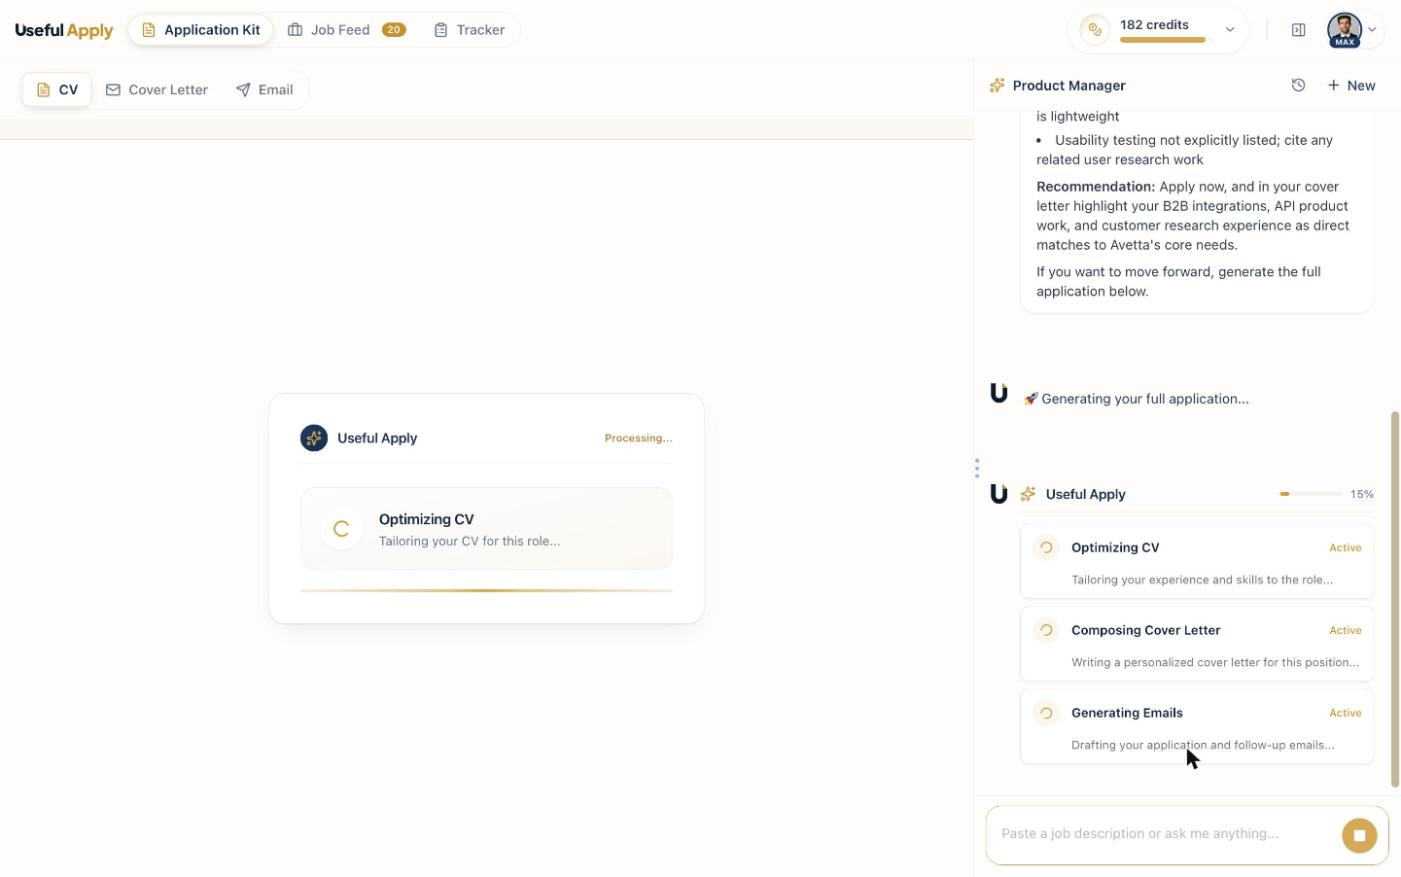 Useful Apply
Application Kit
Job Feed
20
Tracker
182 credits
MAX
CV
Cover Letter
Email
Product Manager
New
is lightweight
• Usability testing not explicitly listed; cite any
related user research work
Recommendation: Apply now, and in your cover
letter highlight your B2B integrations, API product
work, and customer research experience as direct
matches to Avetta's core needs.
If you want to move forward, generate the full
application below.
🚀 Generating your full application...
Useful Apply
Processing...
Optimizing CV
Tailoring your CV for this role...
Useful Apply
15%
Optimizing CV
Active
Tailoring your experience and skills to the role...
Composing Cover Letter
Active
Writing a personalized cover letter for this position...
Generating Emails
Active
Drafting your application and follow-up emails...
Paste a job description or ask me anything...